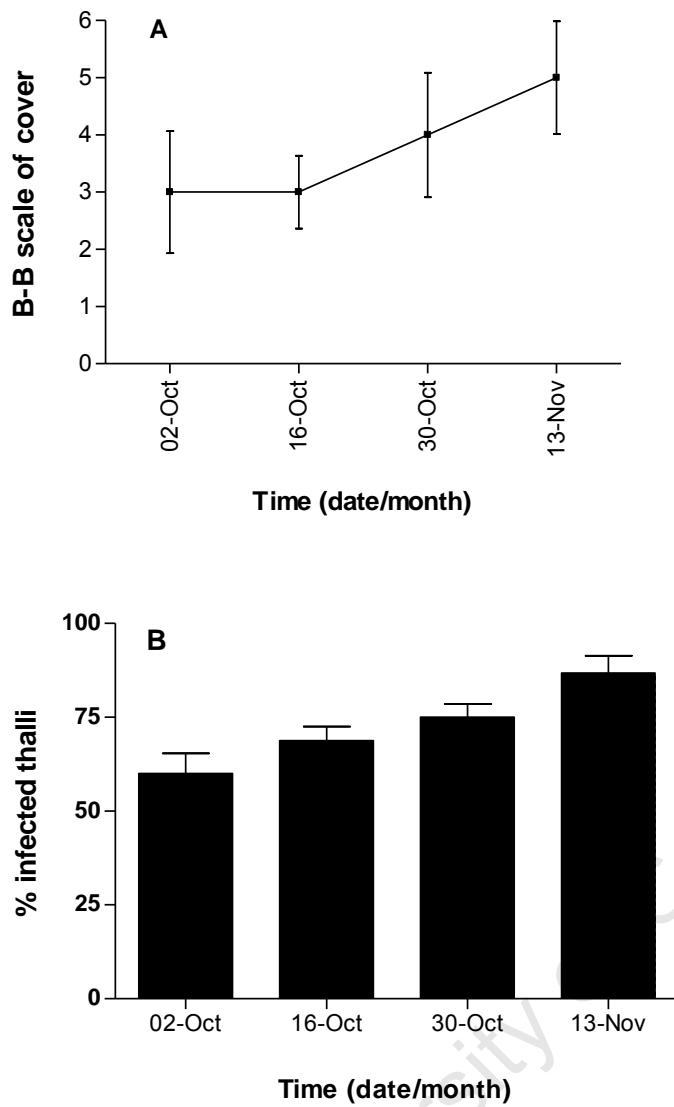 A
B-B scale of cover
6
5
4
3
2
1
0
02-Oct
16-Oct
30-Oct
13-Nov
Time (date/month)
B
% infected thalli
100
75
50
25
0
02-Oct
16-Oct
30-Oct
13-Nov
Time (date/month)